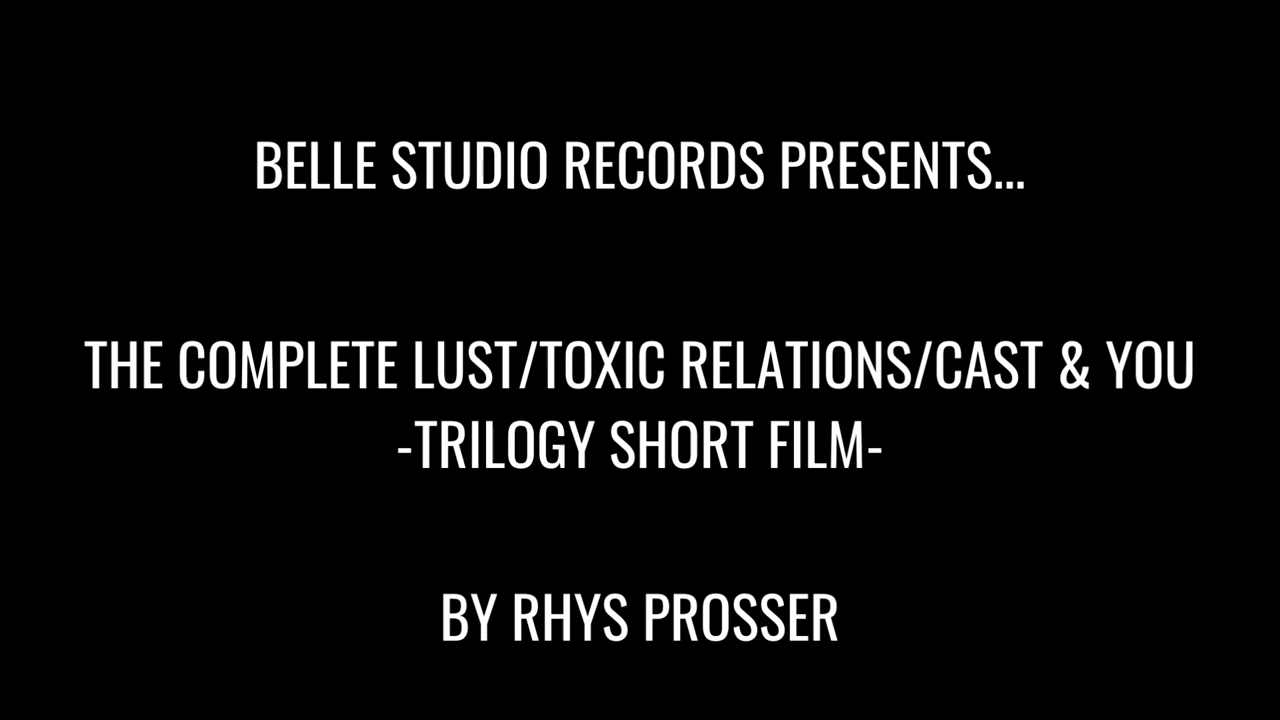 BELLE STUDIO RECORDS PRESENTS...
THE COMPLETE LUST/TOXIC RELATIONS/CAST & YOU
-TRILOGY SHORT FILM-
BY RHYS PROSSER